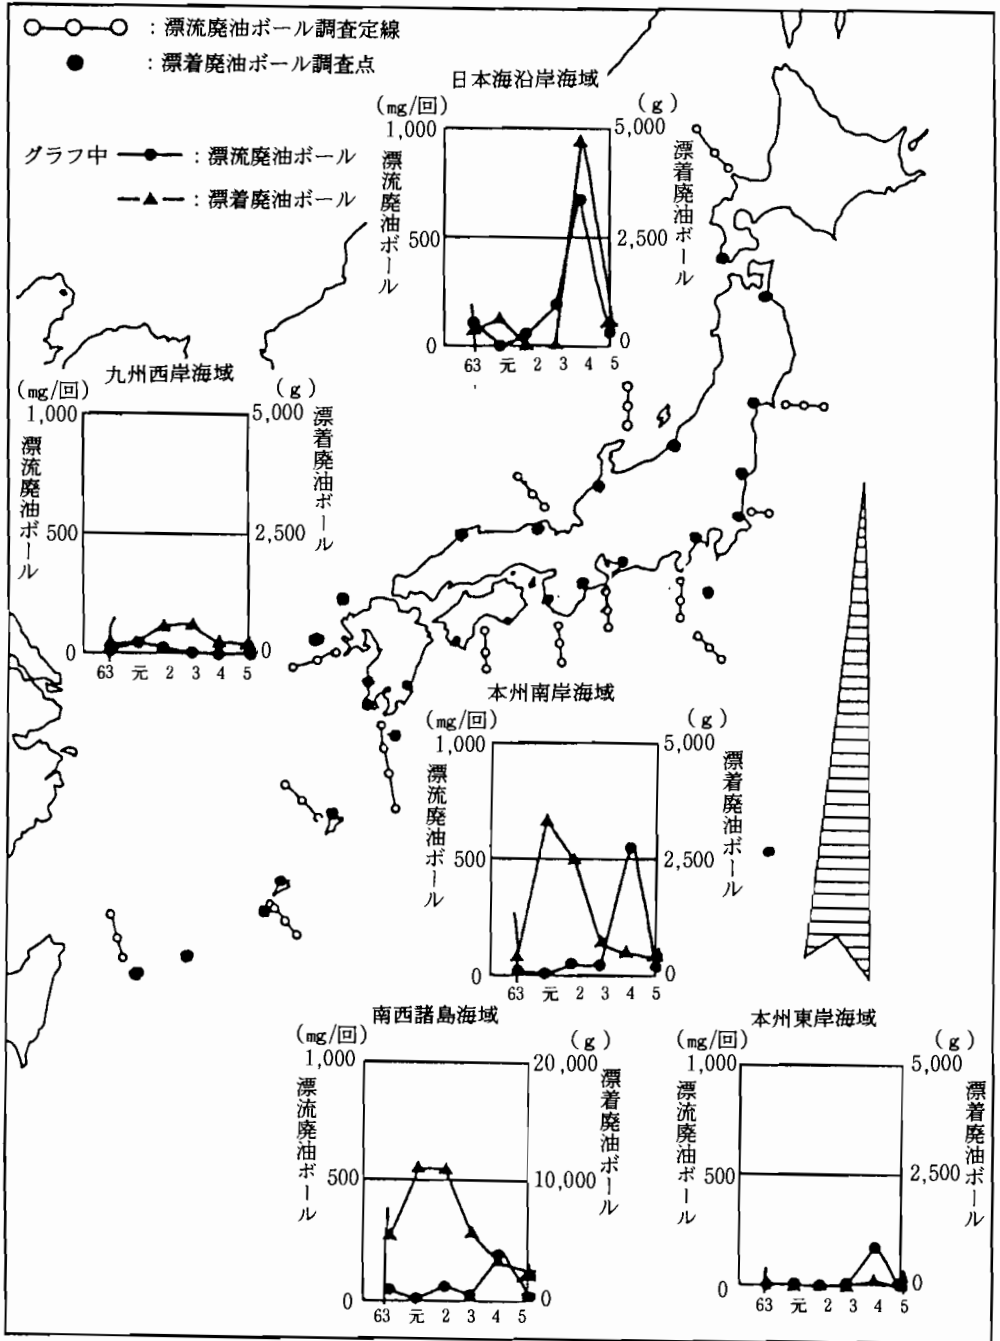 ：漂流廃油ボール調査定線
：漂着廃油ボール調査点
グラフ中 ：漂流廃油ボール
：漂着廃油ボール
日本海沿岸海域
(mg/回)
(g)
1,000
500
0
漂流廃油ボール
5,000
2,500
0
漂着廃油ボール
63 元 2 3 4 5
九州西岸海域
(mg/回)
(g)
1,000
500
0
漂流廃油ボール
5,000
2,500
0
漂着廃油ボール
63 元 2 3 4 5
本州南岸海域
(mg/回)
(g)
1,000
500
0
漂流廃油ボール
5,000
2,500
0
漂着廃油ボール
63 元 2 3 4 5
南西諸島海域
(mg/回)
(g)
1,000
500
0
漂流廃油ボール
20,000
10,000
0
漂着廃油ボール
63 元 2 3 4 5
本州東岸海域
(mg/回)
(g)
1,000
500
0
漂流廃油ボール
5,000
2,500
0
漂着廃油ボール
63 元 2 3 4 5